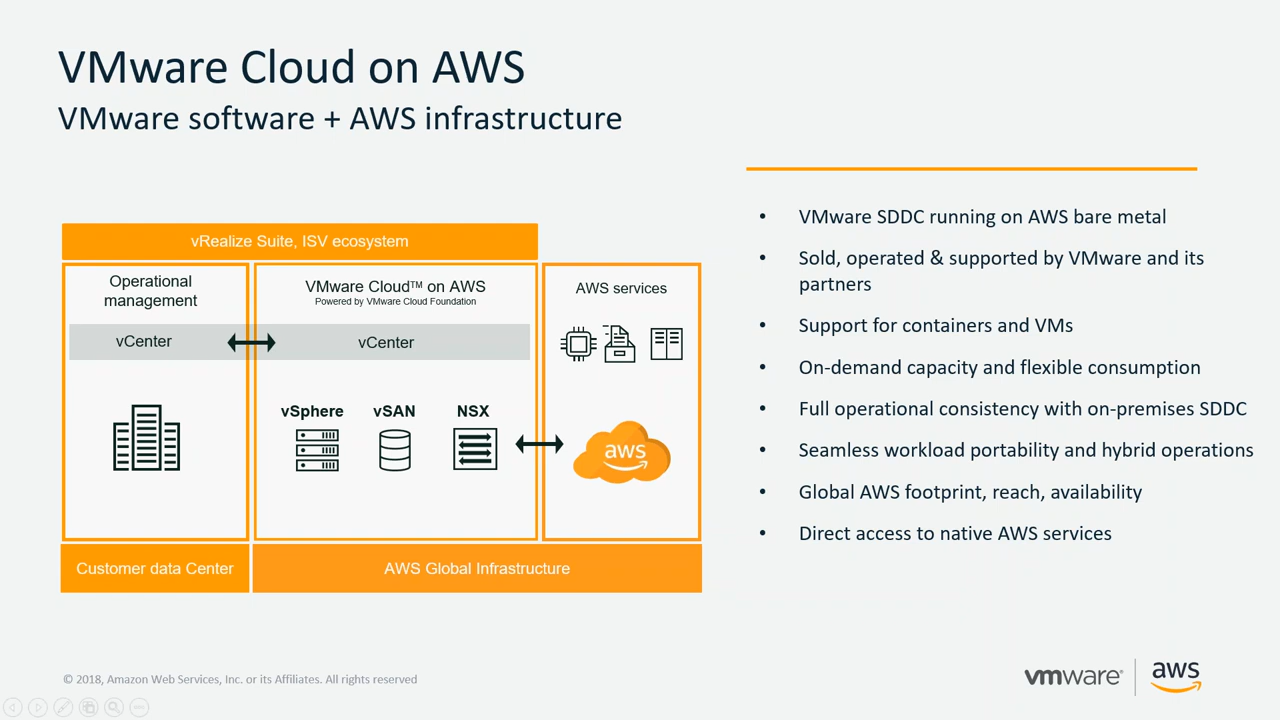 VMware Cloud on AWS
VMware software + AWS infrastructure
vRealize Suite, ISV ecosystem
Operational
management
vCenter
VMware Cloud™ on AWS
Powered by VMware Cloud Foundation
vCenter
vSphere
vSAN
NSX
AWS services
aws
Customer data Center
AWS Global Infrastructure
• VMware SDDC running on AWS bare metal
• Sold, operated & supported by VMware and its
partners
• Support for containers and VMs
• On-demand capacity and flexible consumption
• Full operational consistency with on-premises SDDC
• Seamless workload portability and hybrid operations
• Global AWS footprint, reach, availability
• Direct access to native AWS services
© 2018, Amazon Web Services, Inc. or its Affiliates. All rights reserved
vmware®
aws